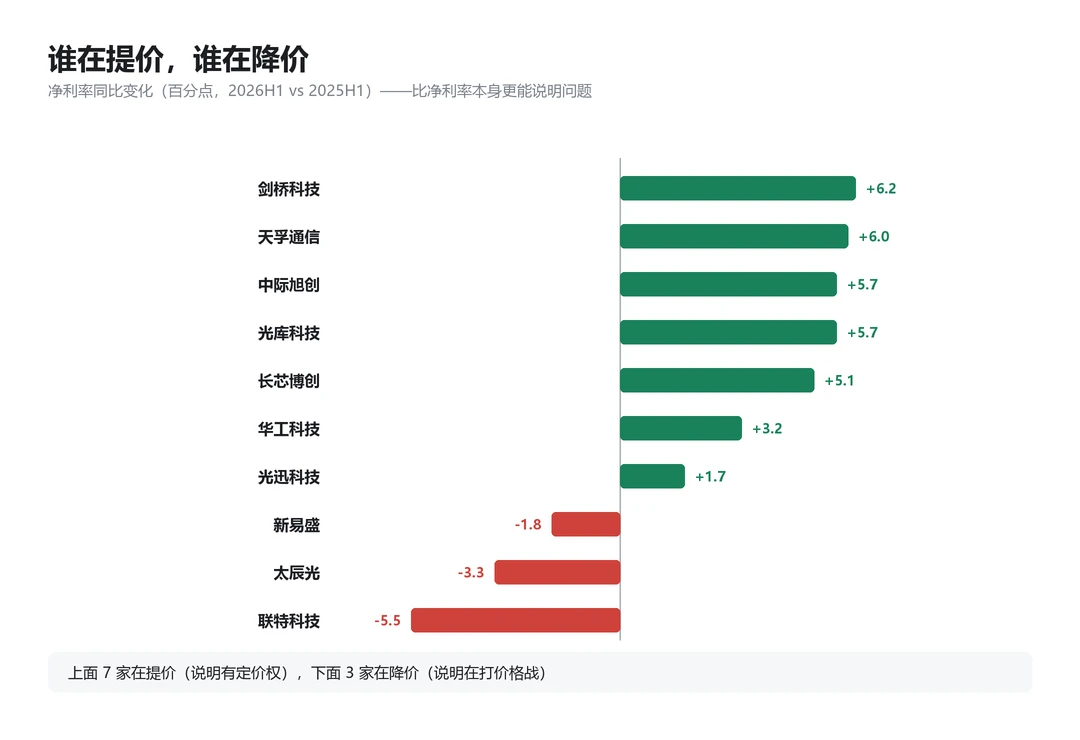 谁在提价，谁在降价
净利率同比变化（百分点，2026H1 vs 2025H1）——比净利率本身更能说明问题
剑桥科技 +6.2
天孚通信 +6.0
中际旭创 +5.7
光库科技 +5.7
长芯博创 +5.1
华工科技 +3.2
光迅科技 +1.7
新易盛 -1.8
太辰光 -3.3
联特科技 -5.5
上面 7 家在提价（说明有定价权），下面 3 家在降价（说明在打价格战）